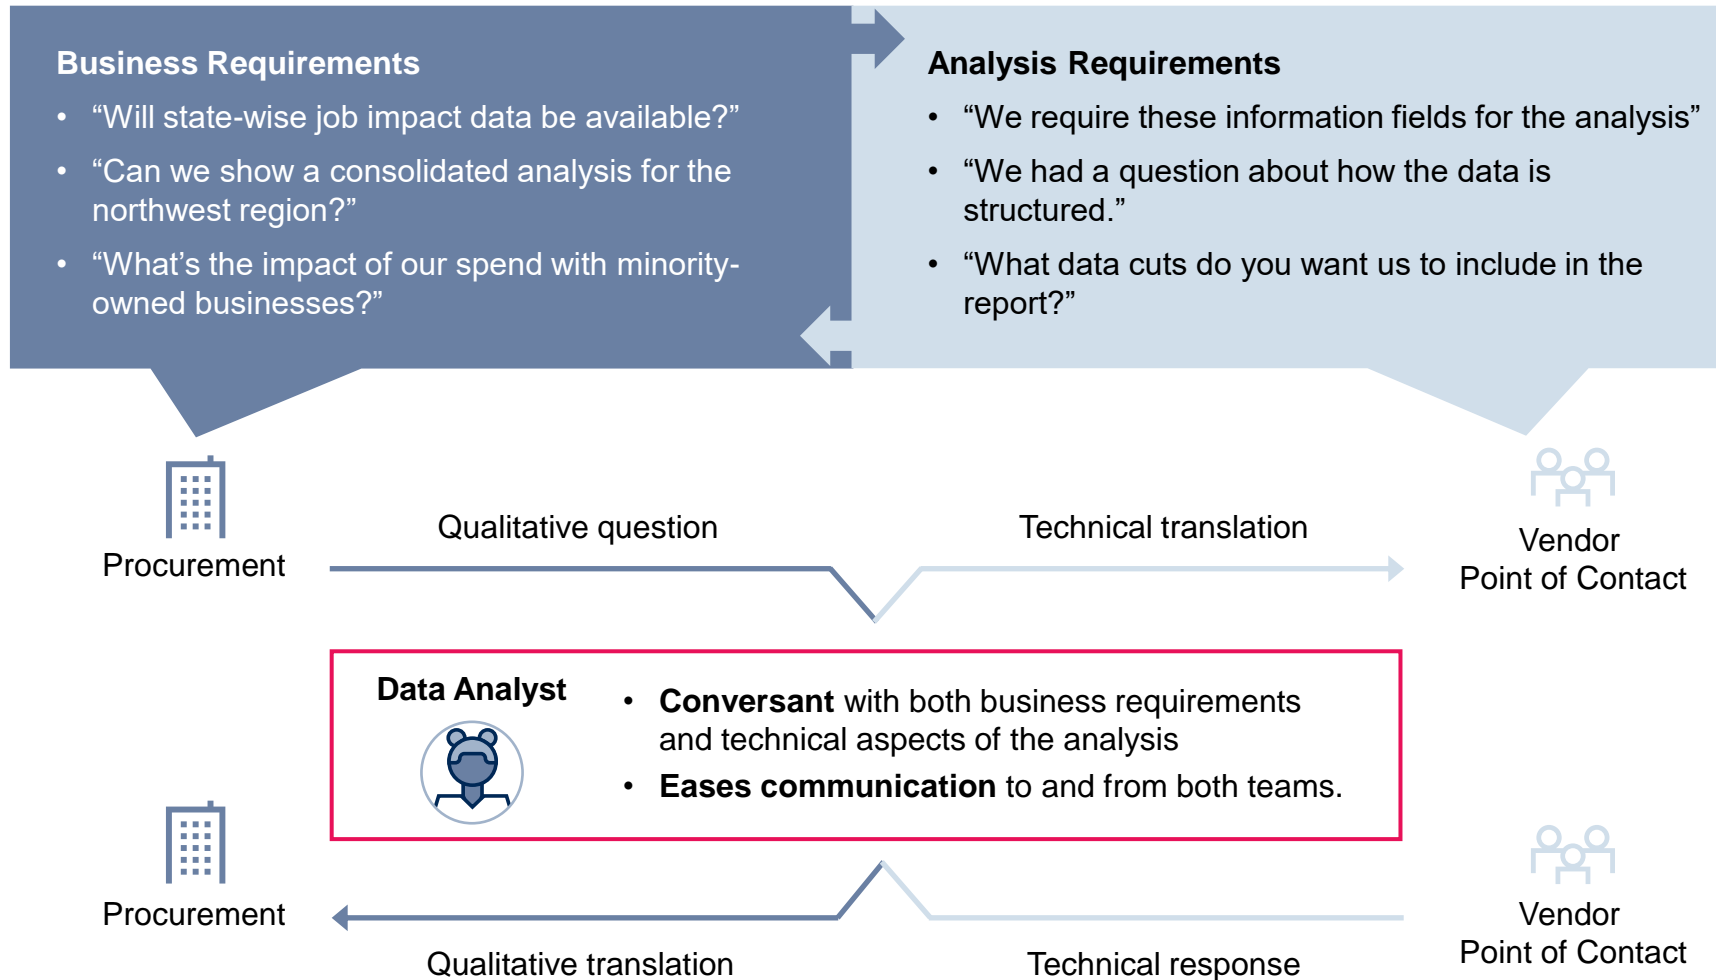 Business Requirements
• “Will state-wise job impact data be available?”
• “Can we show a consolidated analysis for the
northwest region?”
• “What’s the impact of our spend with minority-
owned businesses?”
Analysis Requirements
• “We require these information fields for the analysis”
• “We had a question about how the data is
structured.”
• “What data cuts do you want us to include in the
report?”
Procurement
Qualitative question
Technical translation
Vendor
Point of Contact
Data Analyst
• Conversant with both business requirements
and technical aspects of the analysis
• Eases communication to and from both teams.
Procurement
Qualitative translation
Technical response
Vendor
Point of Contact